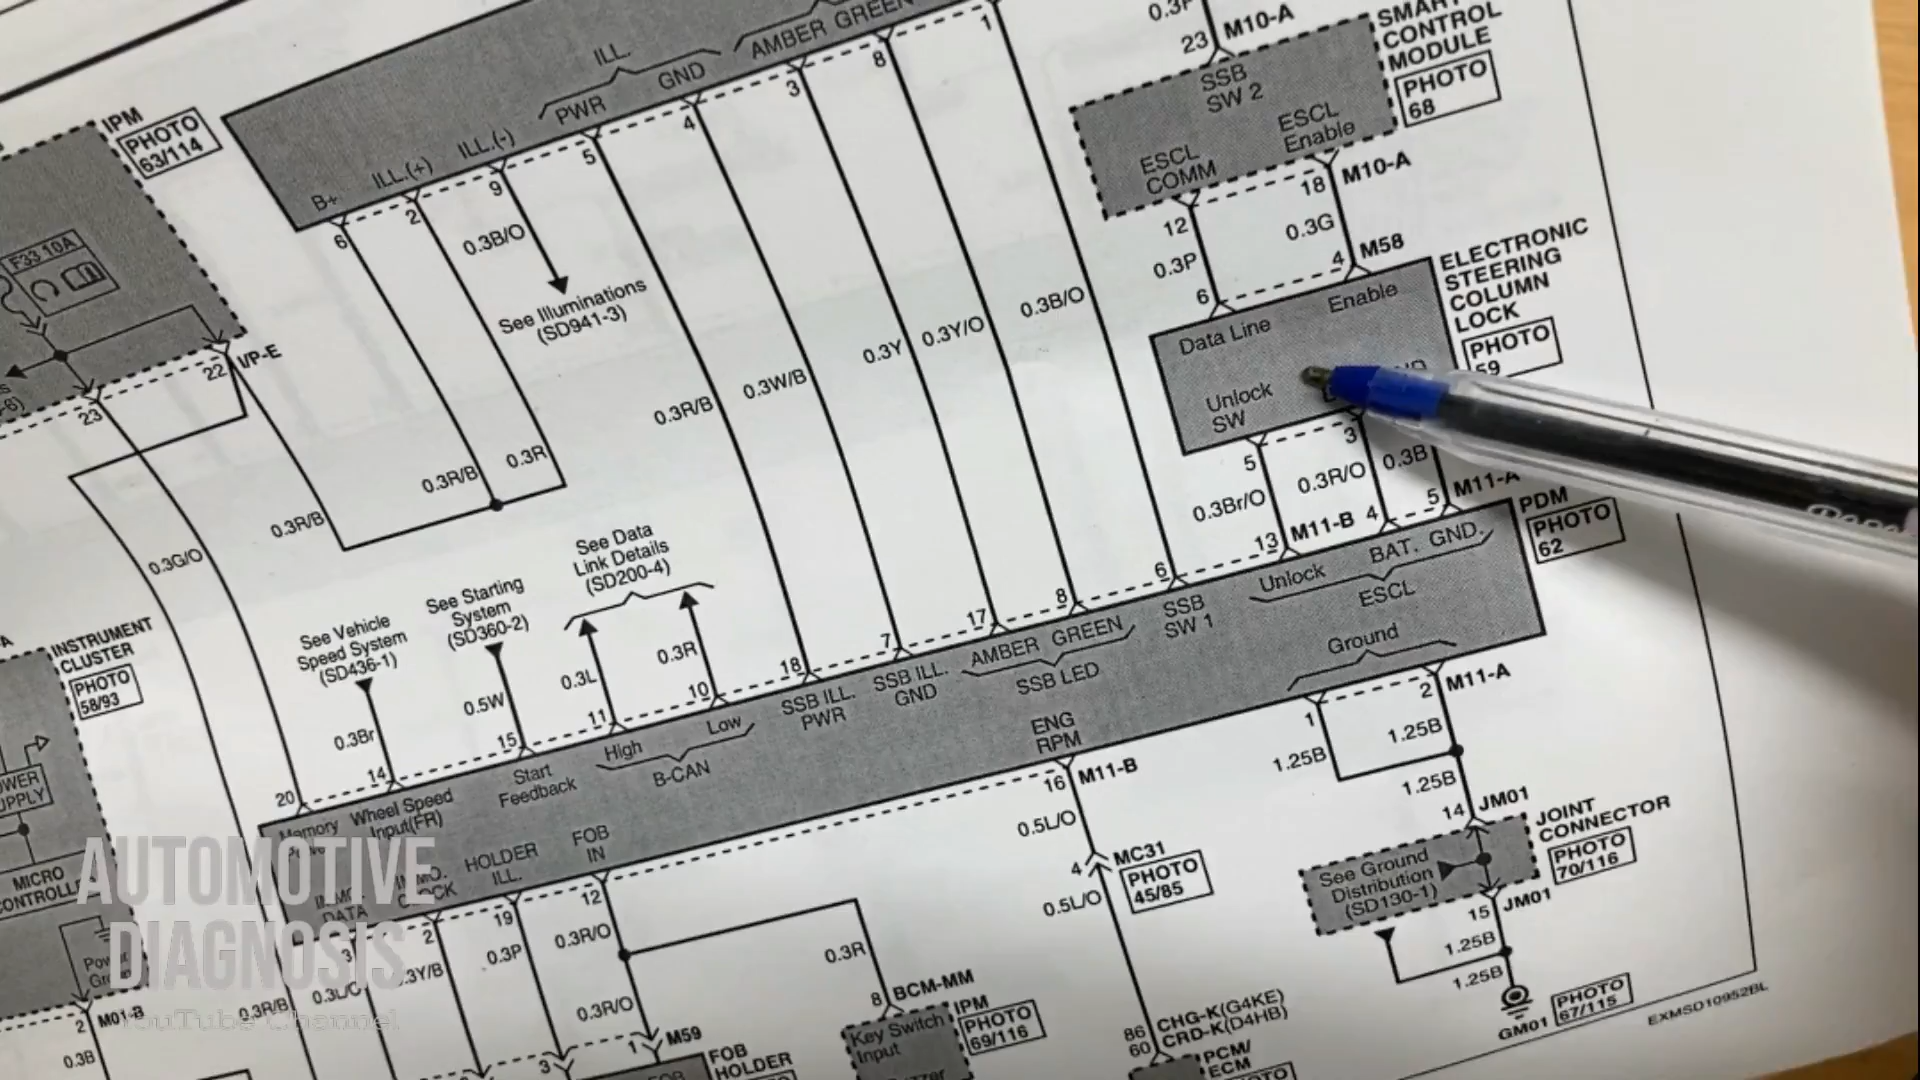 IPM
PHOTO
63/114
F33 10A
I/P-E
22
23
ILL.
PWR
GND
AMBER GREEN
B+
ILL.(+)
ILL.(-)
6
2
9
5
4
3
8
1
0.3B/O
See Illuminations
(SD941-3)
0.3R/B
0.3W/B
0.3Y
0.3Y/O
0.3B/O
0.3R/B
0.3R
0.3R/B
0.3G/O
23
M10-A
CONTROL
MODULE
PHOTO
68
SSB
SW 2
ESCL
COMM
ESCL
Enable
12
18
M10-A
0.3P
0.3G
6
4
M58
ELECTRONIC
STEERING
COLUMN
LOCK
PHOTO
59
Data Line
Enable
Unlock
SW
5
3
0.3Br/O
0.3R/O
0.3B
13
M11-B
4
5
M11-A
PDM
PHOTO
62
Unlock
BAT.
GND.
ESCL
Ground
See Vehicle
Speed System
(SD436-1)
See Starting
System
(SD360-2)
See Data
Link Details
(SD200-4)
0.3Br
0.5W
0.3L
0.3R
20
14
15
11
10
18
7
17
8
6
Memory
Wheel Speed
Input(FR)
Start
Feedback
High
Low
B-CAN
SSB ILL.
PWR
SSB ILL.
GND
AMBER GREEN
SSB LED
SSB
SW 1
ENG
RPM
HOLDER
ILL.
FOB
IN
DATA
INSTRUMENT
CLUSTER
PHOTO
58/93
MICRO
2
M01-B
0.3B
0.3R/B
3
2
19
12
0.3P
0.3R/O
0.3R/O
0.3R
3
1
M59
FOB
HOLDER
8
BCM-MM
IPM
PHOTO
69/116
Key Switch
Input
16
M11-B
0.5L/O
4
MC31
PHOTO
45/85
0.5L/O
86
CHG-K(G4KE)
60
CRD-K(D4HB)
PCM/
ECM
1
2
M11-A
1.25B
1.25B
1.25B
14
JM01
JOINT
CONNECTOR
PHOTO
70/116
See Ground
Distribution
(SD130-1)
15
JM01
1.25B
1.25B
GM01
PHOTO
67/115
EXMSD10952BL
AUTOMOTIVE
DIAGNOSIS
YouTube Channel